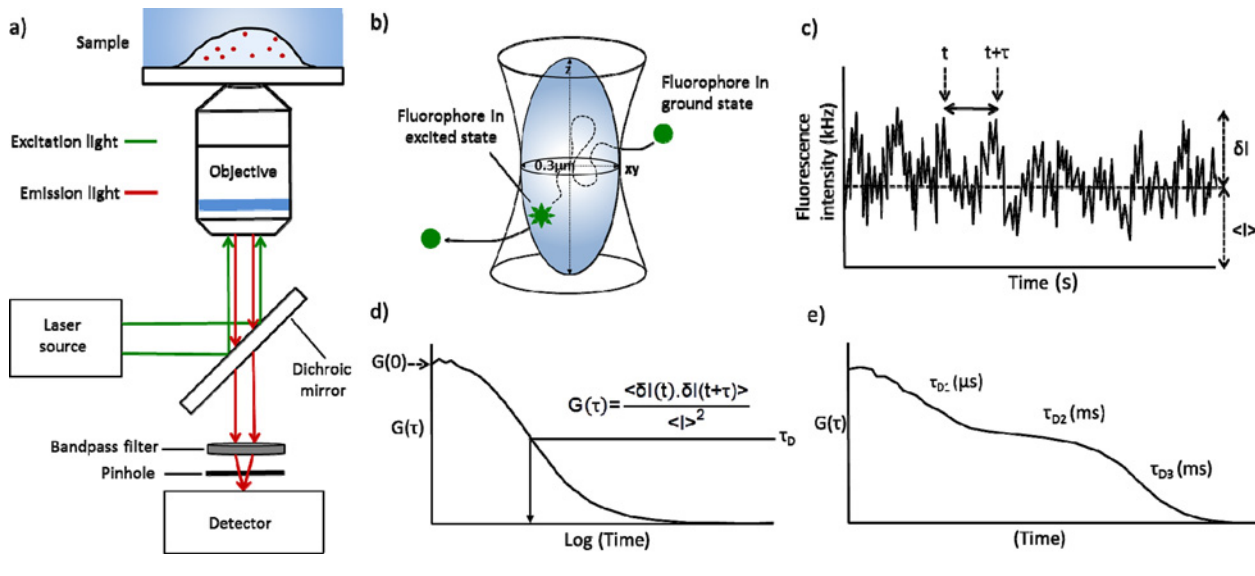 a)
Sample
Excitation light
Emission light
Objective
Laser
source
Dichroic
mirror
Bandpass filter
Pinhole
Detector
b)
z
Fluorophore in
ground state
Fluorophore in
excited state
0.3µm
xy
c)
t
t+τ
Fluorescence
intensity (kHz)
δI
<I>
Time (s)
d)
G(0)
G(τ)
G(τ)= <δI(t).δI(t+τ)>
<I>2
τD
Log (Time)
e)
G(τ)
τD1 (µs)
τD2 (ms)
τD3 (ms)
(Time)